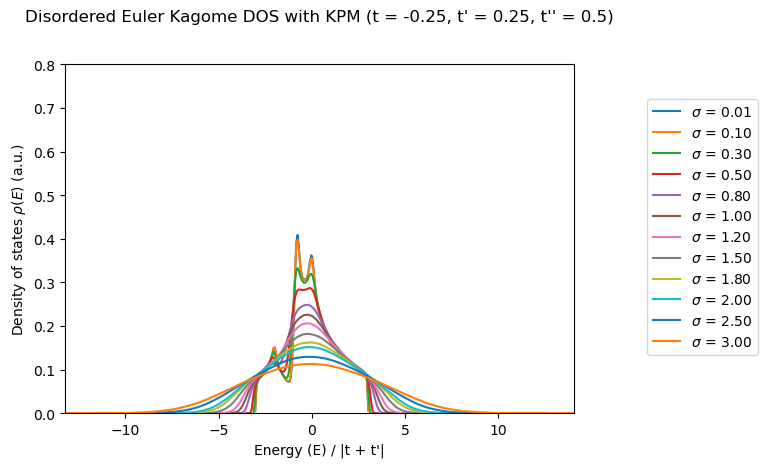 Disordered Euler Kagome DOS with KPM (t = -0.25, t' = 0.25, t'' = 0.5)
0.8
0.7
0.6
0.5
0.4
0.3
0.2
0.1
0.0
Density of states ρ(E) (a.u.)
−10
−5
0
5
10
Energy (E) / |t + t'|
σ = 0.01
σ = 0.10
σ = 0.30
σ = 0.50
σ = 0.80
σ = 1.00
σ = 1.20
σ = 1.50
σ = 1.80
σ = 2.00
σ = 2.50
σ = 3.00